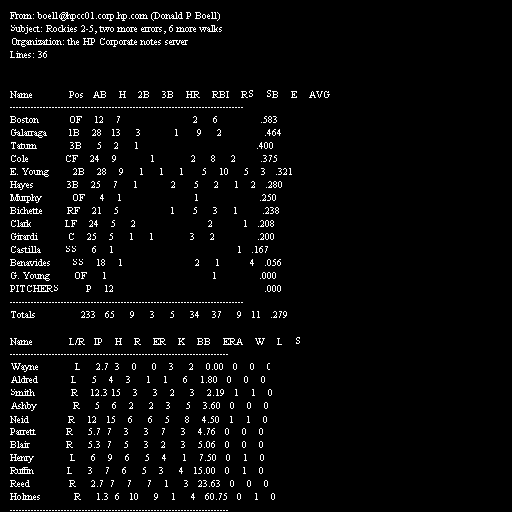 From: boell@hpcc01.corp.hp.com (Donald P Boell)
Subject: Rockies 2-5, two more errors, 6 more walks
Organization: the HP Corporate notes server
Lines: 36
Name Pos AB H 2B 3B HR RBI RS SB E AVG
--------------------------------------------------------------------------------
Boston OF 12 7 2 6 .583
Galarraga 1B 28 13 3 1 9 2 .464
Tatum 3B 5 2 1 .400
Cole CF 24 9 1 2 8 2 .375
E. Young 2B 28 9 1 1 1 5 10 5 3 .321
Hayes 3B 25 7 1 2 5 2 1 2 .280
Murphy OF 4 1 1 .250
Bichette RF 21 5 1 5 3 1 .238
Clark LF 24 5 2 2 1 .208
Girardi C 25 5 1 1 3 2 .200
Castilla SS 6 1 1 .167
Benavides SS 18 1 2 1 4 .056
G. Young OF 1 1 .000
PITCHERS P 12 .000
--------------------------------------------------------------------------------
Totals 233 65 9 3 5 34 37 9 11 .279
Name L/R IP H R ER K BB ERA W L S
---------------------------------------------------------------------------
Wayne L 2.7 3 0 0 3 2 0.00 0 0 0
Aldred L 5 4 3 1 1 6 1.80 0 0 0
Smith R 12.3 15 3 3 2 3 2.19 1 1 0
Ashby R 5 6 2 2 3 5 3.60 0 0 0
Neid R 12 15 6 6 5 8 4.50 1 1 0
Parrett R 5.7 7 3 3 7 3 4.76 0 0 0
Blair R 5.3 7 5 3 2 3 5.06 0 0 0
Henry L 6 9 6 5 4 1 7.50 0 1 0
Ruffin L 3 7 6 5 3 4 15.00 0 1 0
Reed R 2.7 7 7 7 1 3 23.63 0 0 0
Holmes R 1.3 6 10 9 1 4 60.75 0 1 0
---------------------------------------------------------------------------